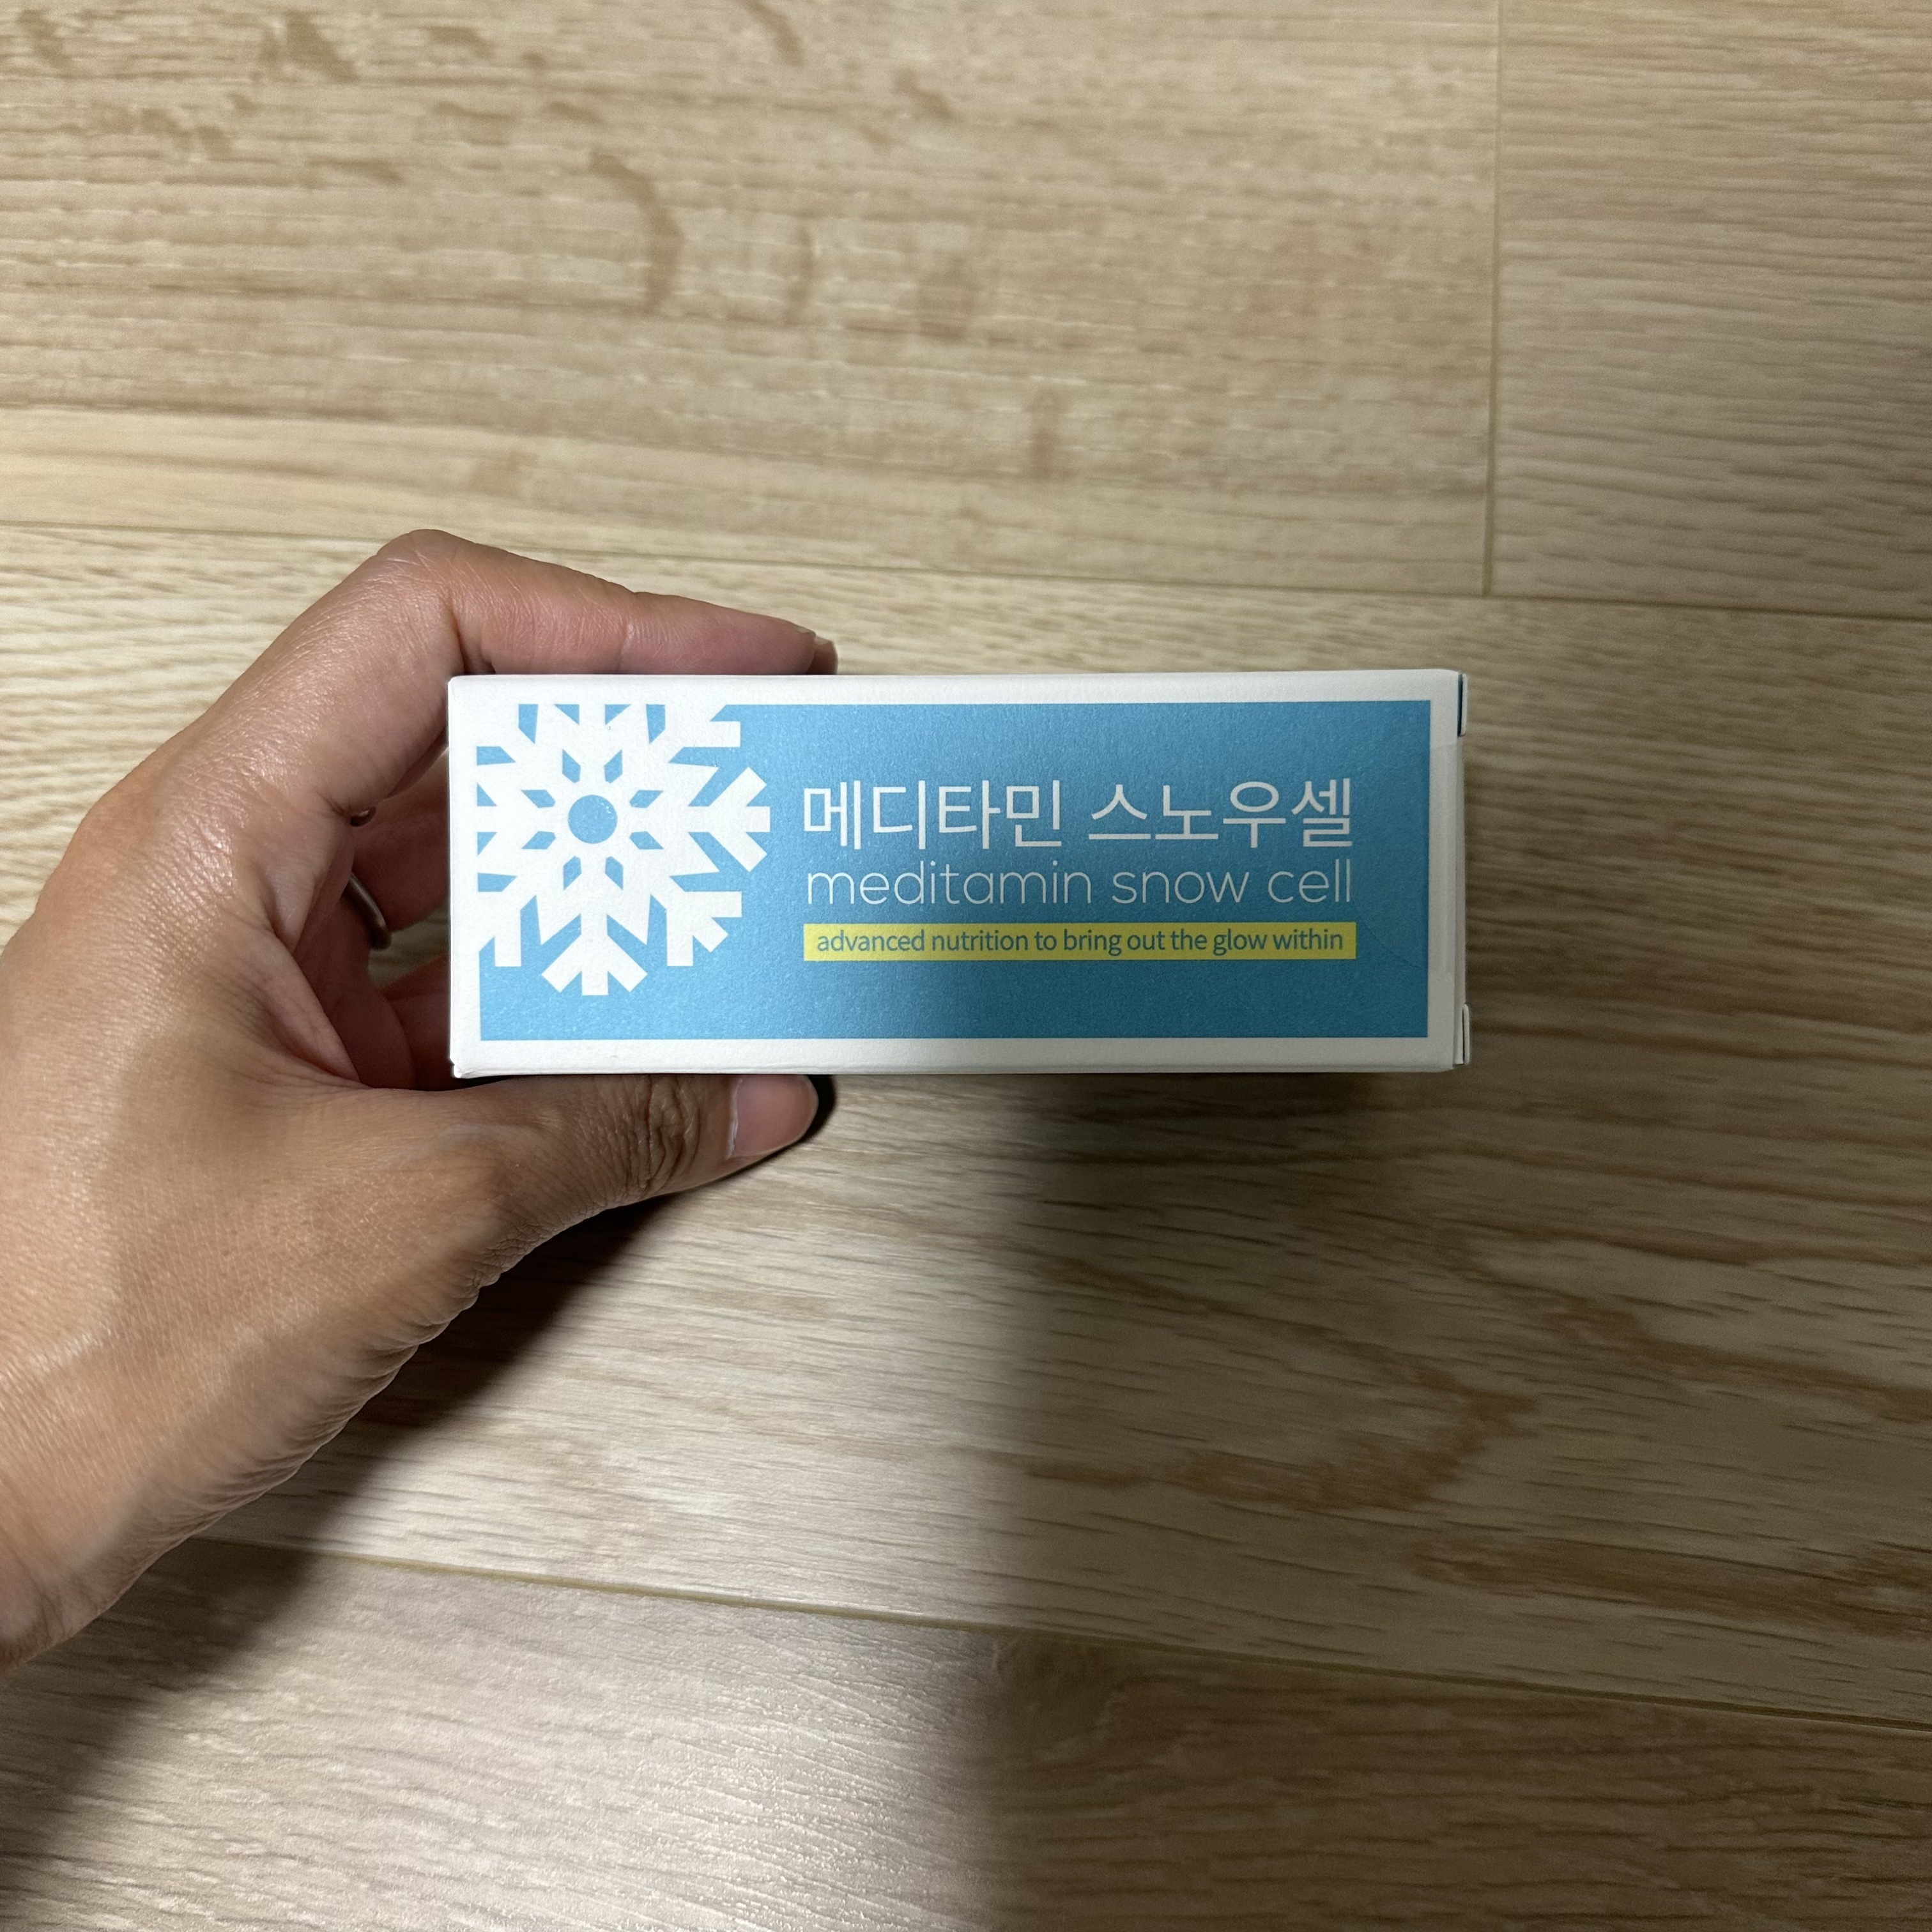 메디타민 스노우셀
meditamin snow cell
advanced nutrition to bring out the glow within